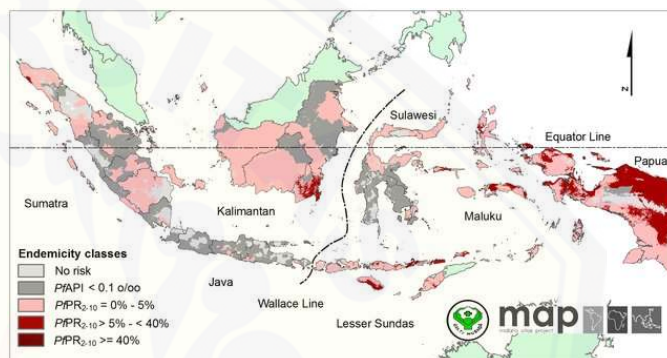 Sulawesi
Equator Line
Papua
Sumatra
Kalimantan
Maluku
Java
Wallace Line
Lesser Sundas
Endemicity classes
No risk
PfAPI < 0.1 o/oo
PfPR2-10 = 0% - 5%
PfPR2-10 > 5% - < 40%
PfPR2-10 >= 40%
z
map
malaria atlas project